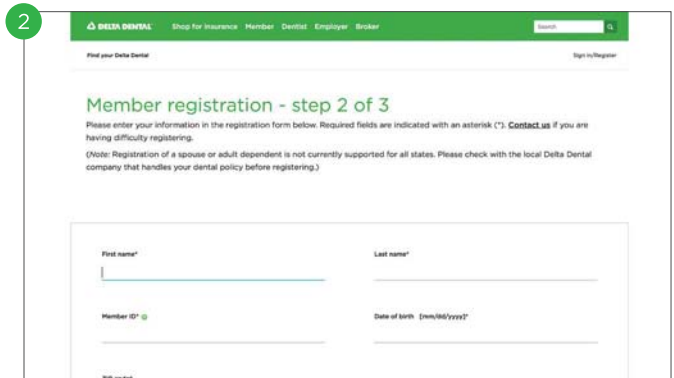 2
DELTA DENTAL Shop for Insurance Member Dentist Employer Broker Search
Find your Delta Dental Sign In/Register
Member registration - step 2 of 3
Please enter your information in the registration form below. Required fields are indicated with an asterisk (*). Contact us if you are
having difficulty registering.
(Note: Registration of a spouse or adult dependent is not currently supported for all states. Please check with the local Delta Dental
company that handles your dental policy before registering.)
First name* Last name*
Member ID* Date of birth [mm/dd/yyyy]*